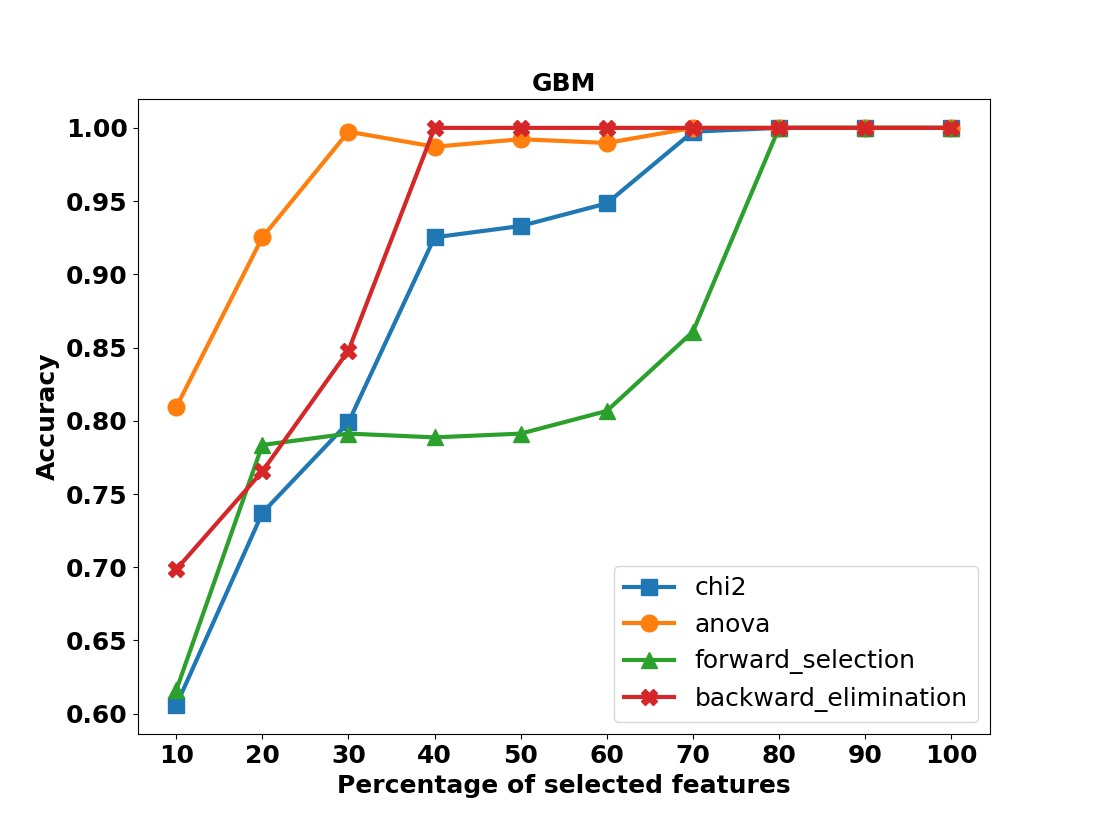 GBM
1.00
0.95
0.90
0.85
0.80
0.75
0.70
0.65
0.60
Accuracy
chi2
anova
forward_selection
backward_elimination
10 20 30 40 50 60 70 80 90 100
Percentage of selected features